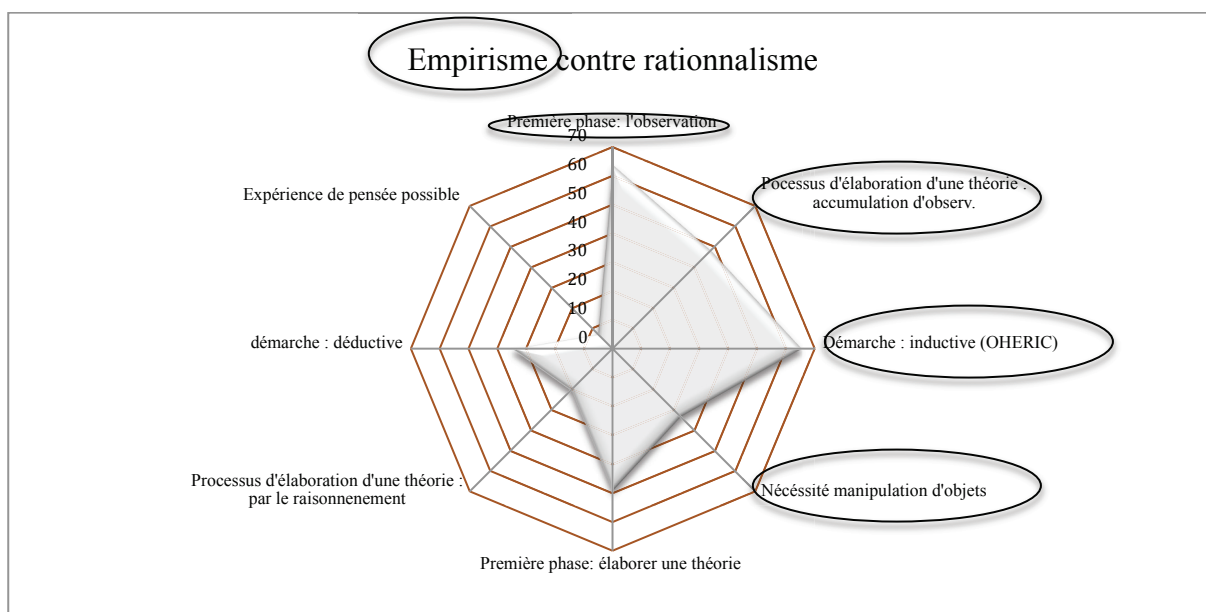 Empirisme contre rationnalisme
Première phase: l'observation
70
60
50
40
30
20
10
0
Pocessus d'élaboration d'une théorie :
accumulation d'observ.
Démarche : inductive (OHERIC)
Nécéssité manipulation d'objets
Première phase: élaborer une théorie
Processus d'élaboration d'une théorie :
par le raisonnenement
démarche : déductive
Expérience de pensée possible